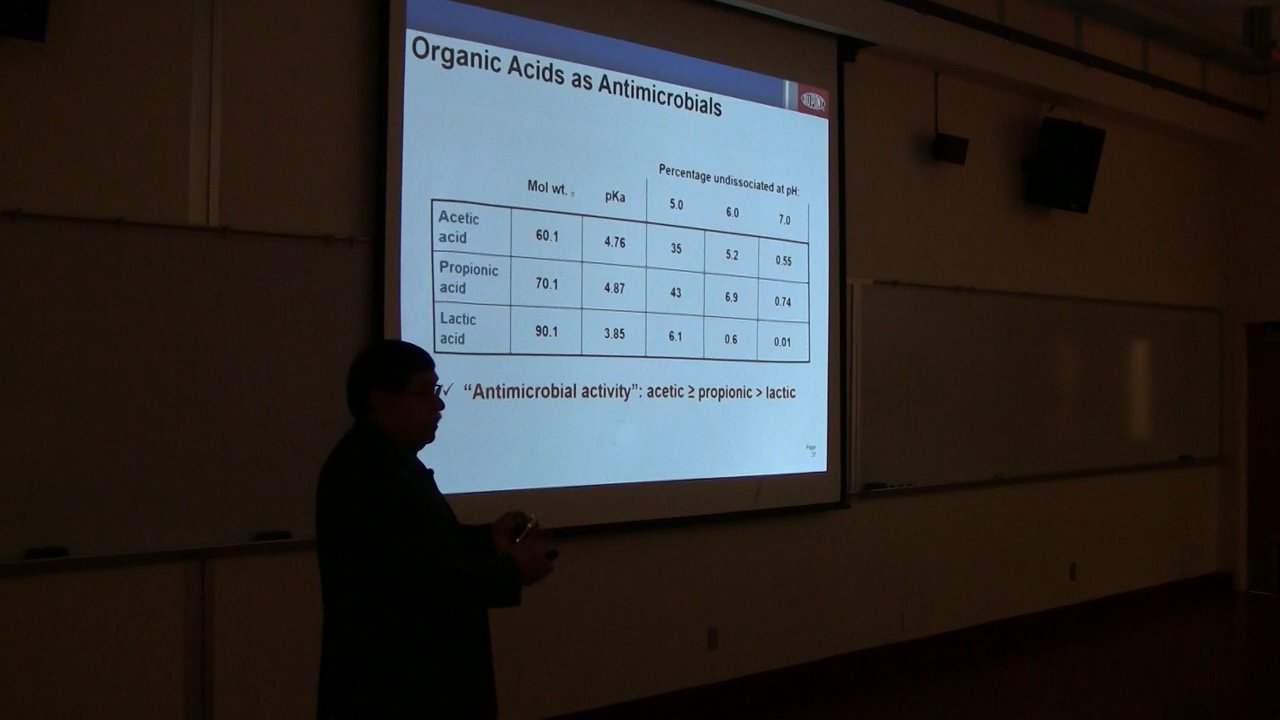 Organic Acids as Antimicrobials
DUPONT
Percentage undissociated at pH:
Mol wt. pKa 5.0 6.0 7.0
Acetic acid 60.1 4.76 35 5.2 0.55
Propionic acid 70.1 4.87 43 6.9 0.74
Lactic acid 90.1 3.85 6.1 0.6 0.01
✓ “Antimicrobial activity”: acetic ≥ propionic > lactic
Page